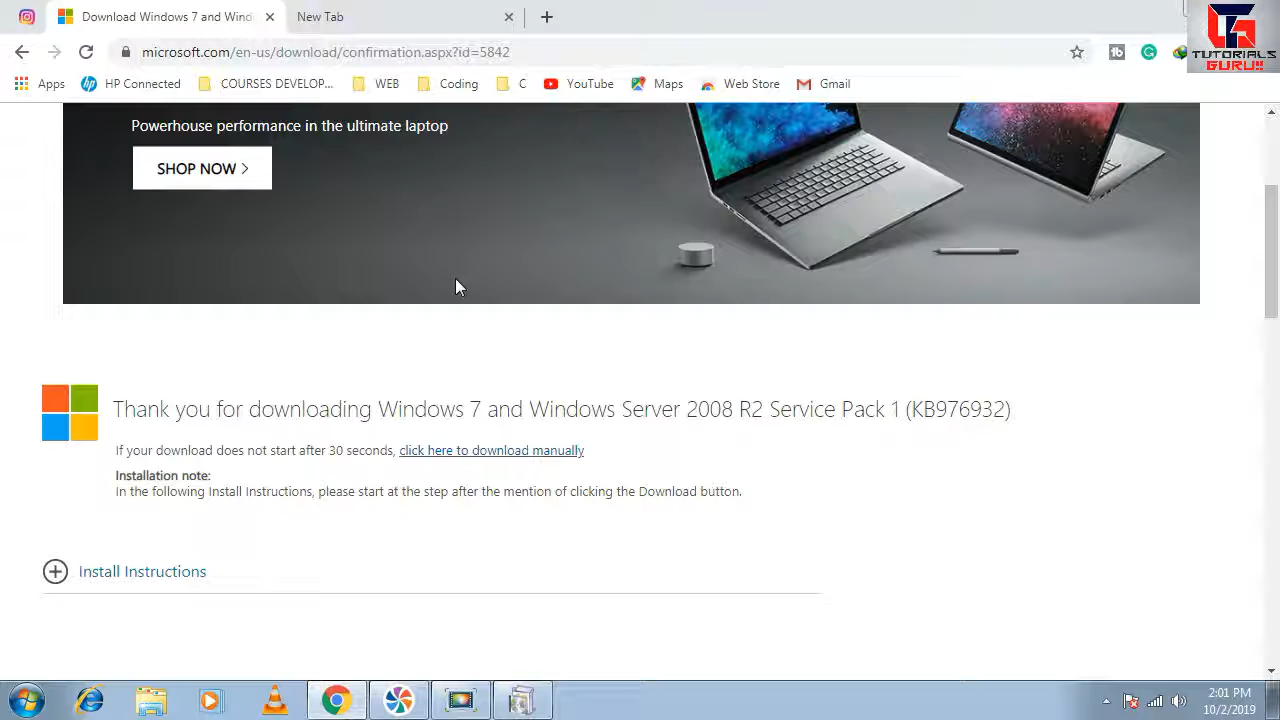 Download Windows 7 and Wind
New Tab
TUTORIALS
GURU!!
microsoft.com/en-us/download/confirmation.aspx?id=5842
Apps
HP Connected
COURSES DEVELOP...
WEB
Coding
C
YouTube
Maps
Web Store
Gmail
Powerhouse performance in the ultimate laptop
SHOP NOW >
Thank you for downloading Windows 7 and Windows Server 2008 R2 Service Pack 1 (KB976932)
If your download does not start after 30 seconds, click here to download manually
Installation note:
In the following Install Instructions, please start at the step after the mention of clicking the Download button.
Install Instructions
2:01 PM
10/2/2019